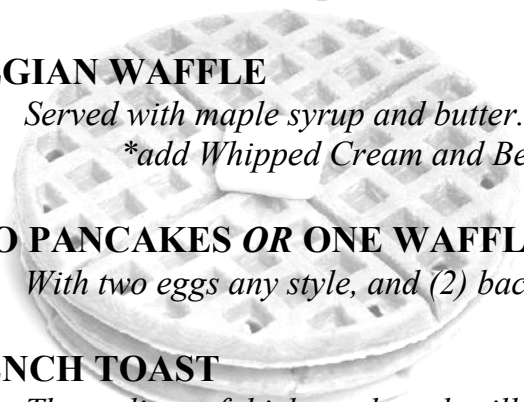 GIAN WAFFLE
Served with maple syrup and butter.
*add Whipped Cream and Be
O PANCAKES OR ONE WAFFL
With two eggs any style, and (2) bac
NCH TOAST